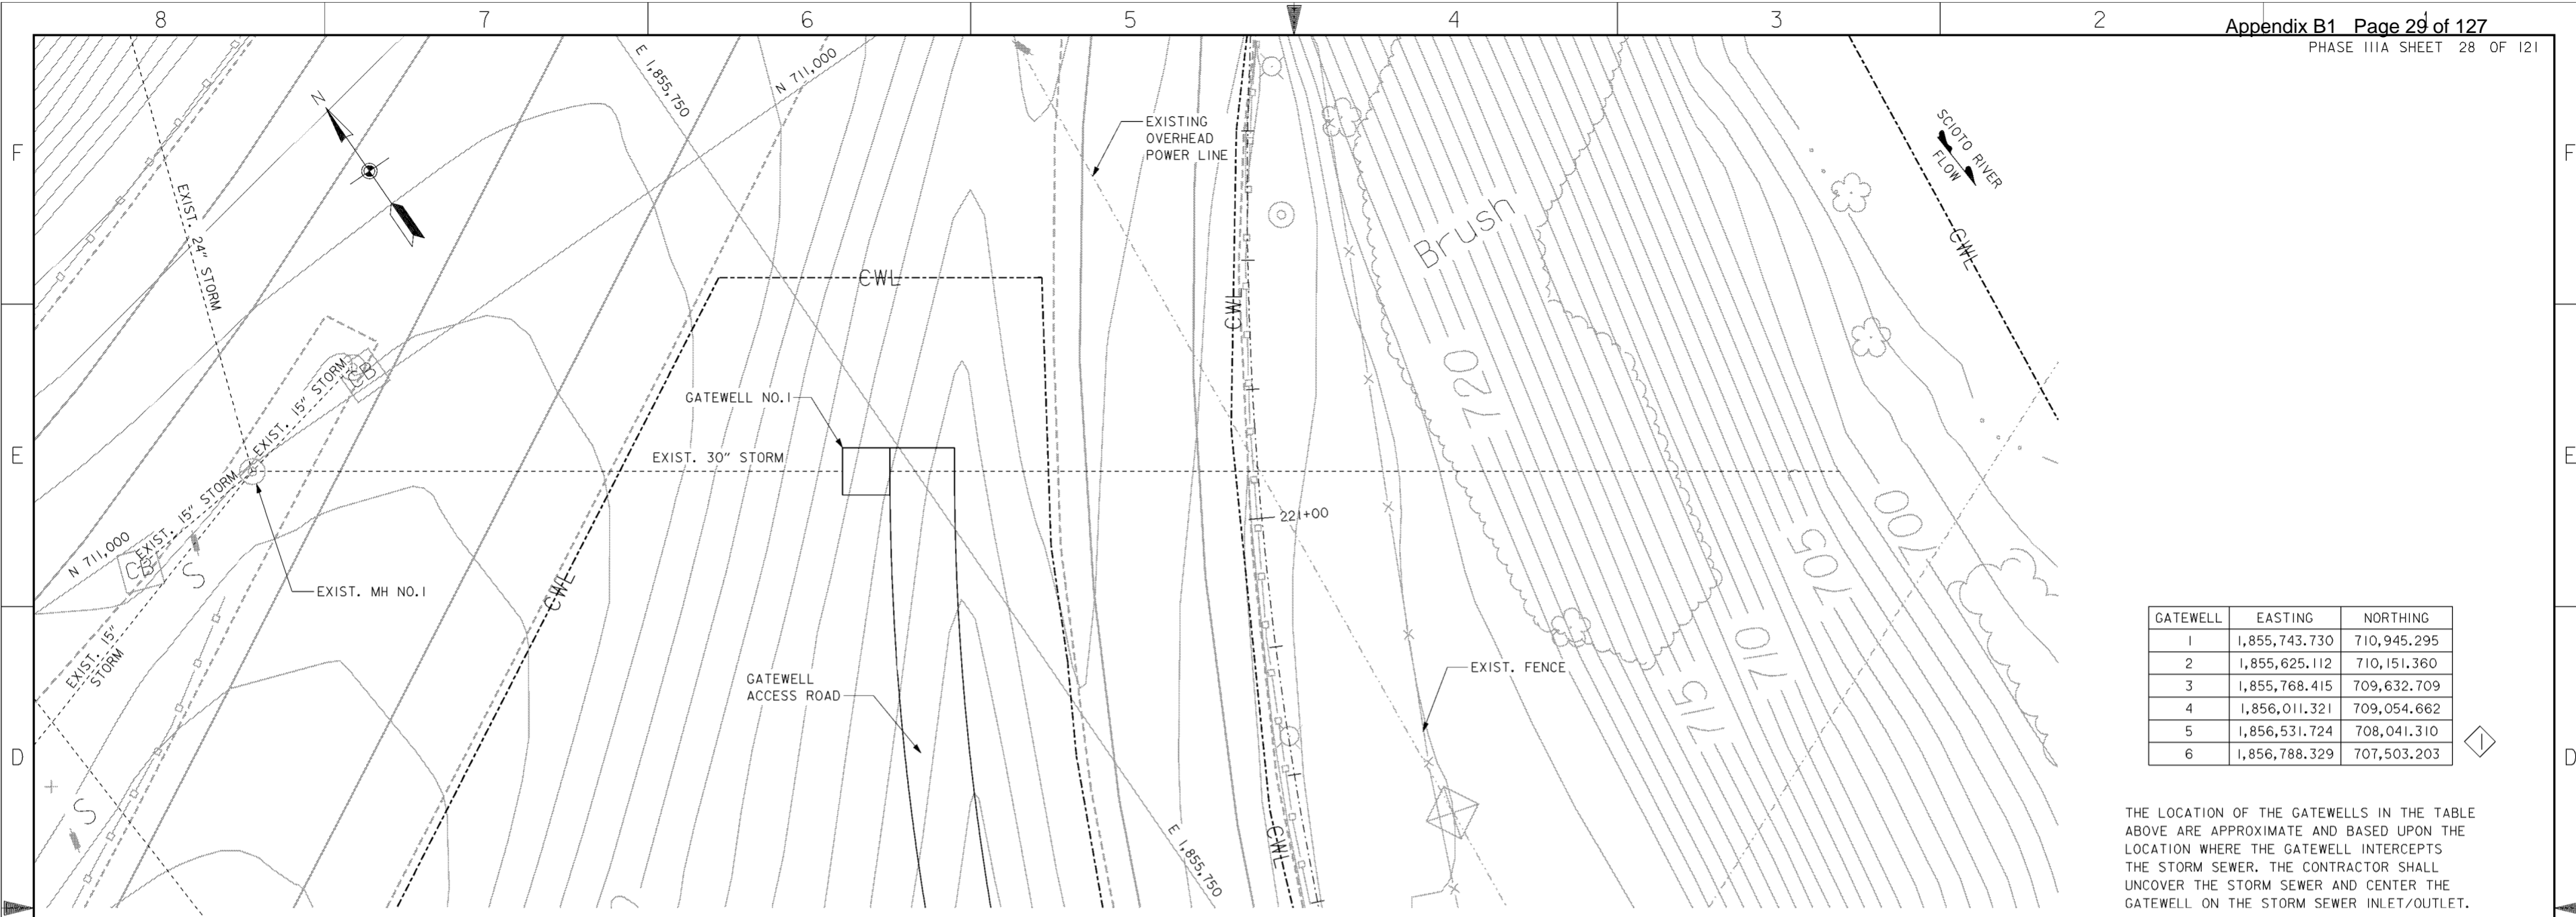 8 7 6 5 4 3 2
Appendix B1 Page 29 of 127
PHASE IIIA SHEET 28 OF 121
F
F
E
E
D
D
N
E 1,855,750
N 711,000
EXISTING
OVERHEAD
POWER LINE
SCIOTO RIVER
FLOW
CWL
Brush
EXIST. 24" STORM
CWL
CWL
720
EXIST. 15" STORM
CB
GATEWELL NO.1
EXIST. 30" STORM
EXIST. 15" STORM
221+00
700
N 711,000
CB
S
EXIST. MH NO.1
CWL
705
710
EXIST. 15"
STORM
GATEWELL
ACCESS ROAD
EXIST. FENCE
715
S
CWL
E 1,855,750
GATEWELL EASTING NORTHING
1 1,855,743.730 710,945.295
2 1,855,625.112 710,151.360
3 1,855,768.415 709,632.709
4 1,856,011.321 709,054.662
5 1,856,531.724 708,041.310
6 1,856,788.329 707,503.203
1
THE LOCATION OF THE GATEWELLS IN THE TABLE
ABOVE ARE APPROXIMATE AND BASED UPON THE
LOCATION WHERE THE GATEWELL INTERCEPTS
THE STORM SEWER. THE CONTRACTOR SHALL
UNCOVER THE STORM SEWER AND CENTER THE
GATEWELL ON THE STORM SEWER INLET/OUTLET.